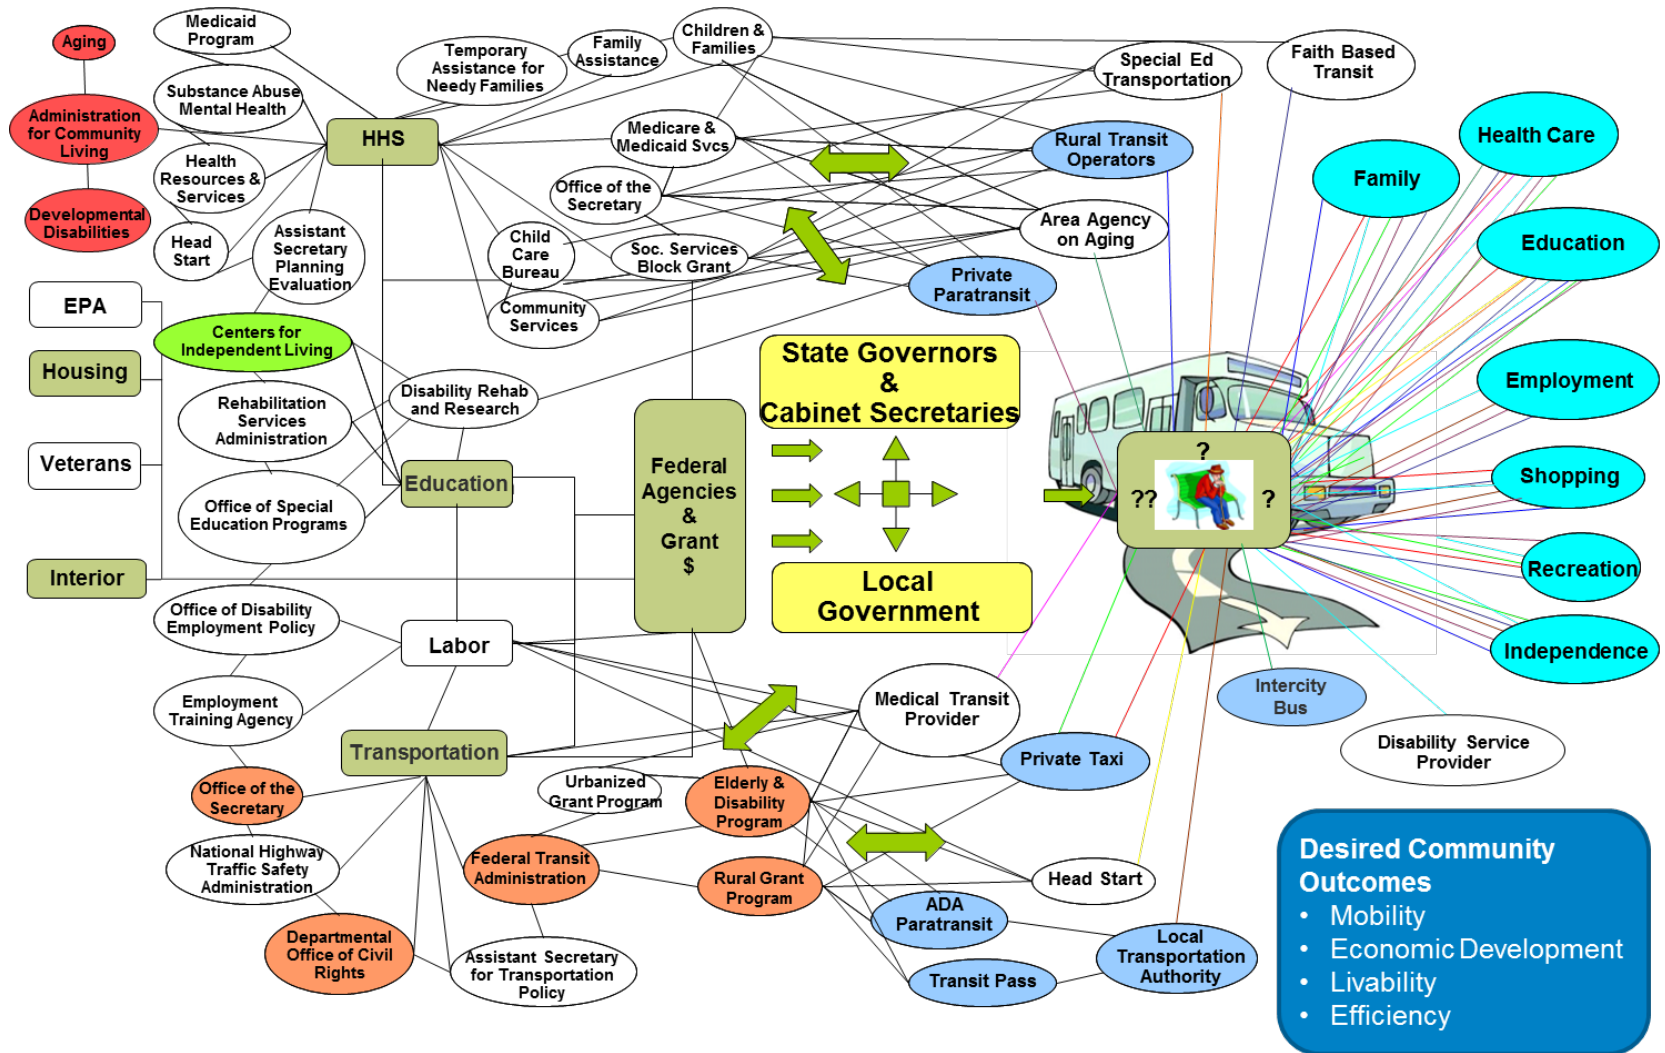 Aging
Administration
for Community
Living
Developmental
Disabilities
Medicaid
Program
Substance Abuse
Mental Health
Health
Resources &
Services
Head
Start
Assistant
Secretary
Planning
Evaluation
HHS
Temporary
Assistance for
Needy Families
Family
Assistance
Children &
Families
Medicare &
Medicaid Svcs
Office of the
Secretary
Child
Care
Bureau
Soc. Services
Block Grant
Community
Services
Special Ed
Transportation
Faith Based
Transit
Rural Transit
Operators
Area Agency
on Aging
Private
Paratransit
Health Care
Family
Education
Employment
Shopping
Recreation
Independence
EPA
Housing
Veterans
Interior
Centers for
Independent Living
Rehabilitation
Services
Administration
Disability Rehab
and Research
Office of Special
Education Programs
Education
Office of Disability
Employment Policy
Labor
Employment
Training Agency
Transportation
Federal
Agencies
&
Grant
$
State Governors
&
Cabinet Secretaries
Local
Government
?
??
?
Office of the
Secretary
National Highway
Traffic Safety
Administration
Departmental
Office of Civil
Rights
Federal Transit
Administration
Assistant Secretary
for Transportation
Policy
Urbanized
Grant Program
Elderly &
Disability
Program
Rural Grant
Program
Medical Transit
Provider
Private Taxi
Head Start
ADA
Paratransit
Transit Pass
Local
Transportation
Authority
Intercity
Bus
Disability Service
Provider
Desired Community
Outcomes
• Mobility
• Economic Development
• Livability
• Efficiency